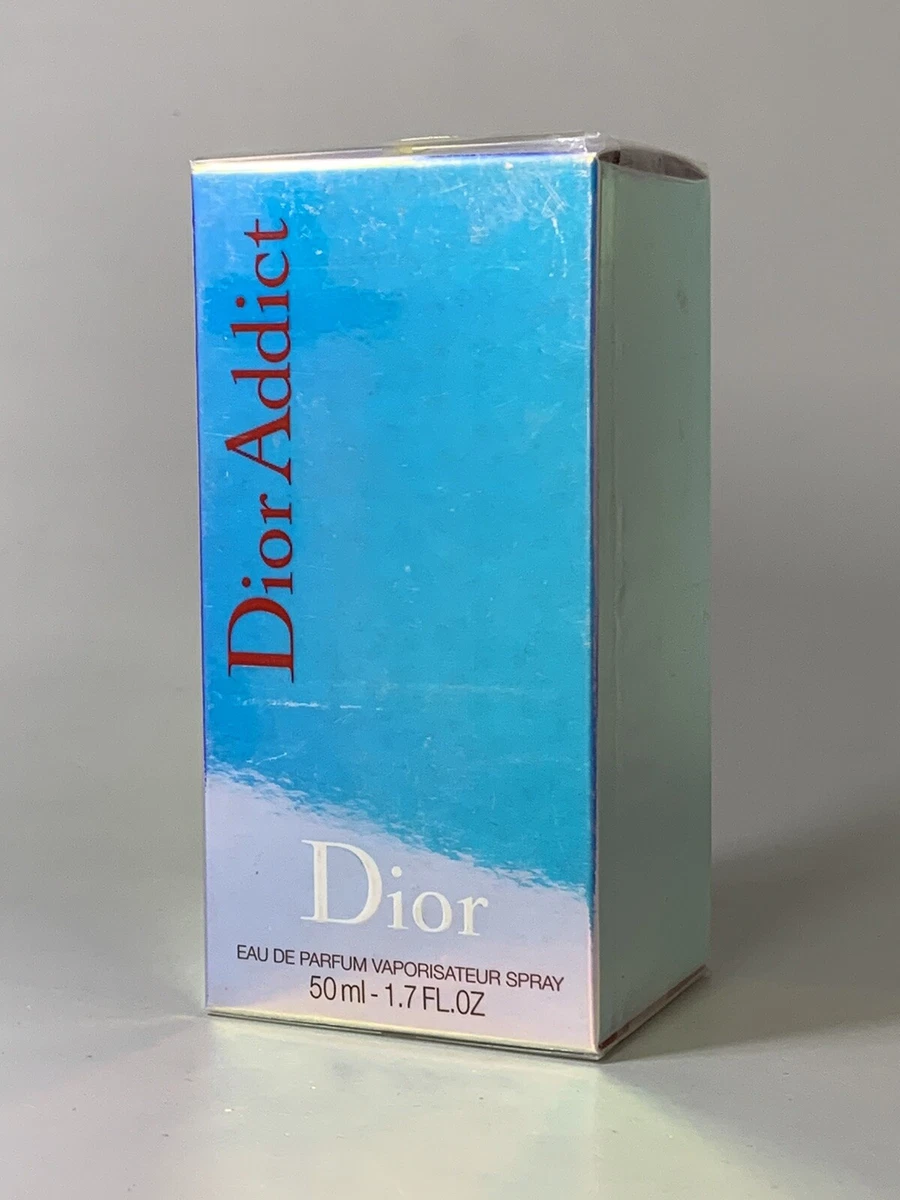 Dior Addict
Dior
EAU DE PARFUM VAPORISATEUR SPRAY
50 ml - 1.7 FL.OZ